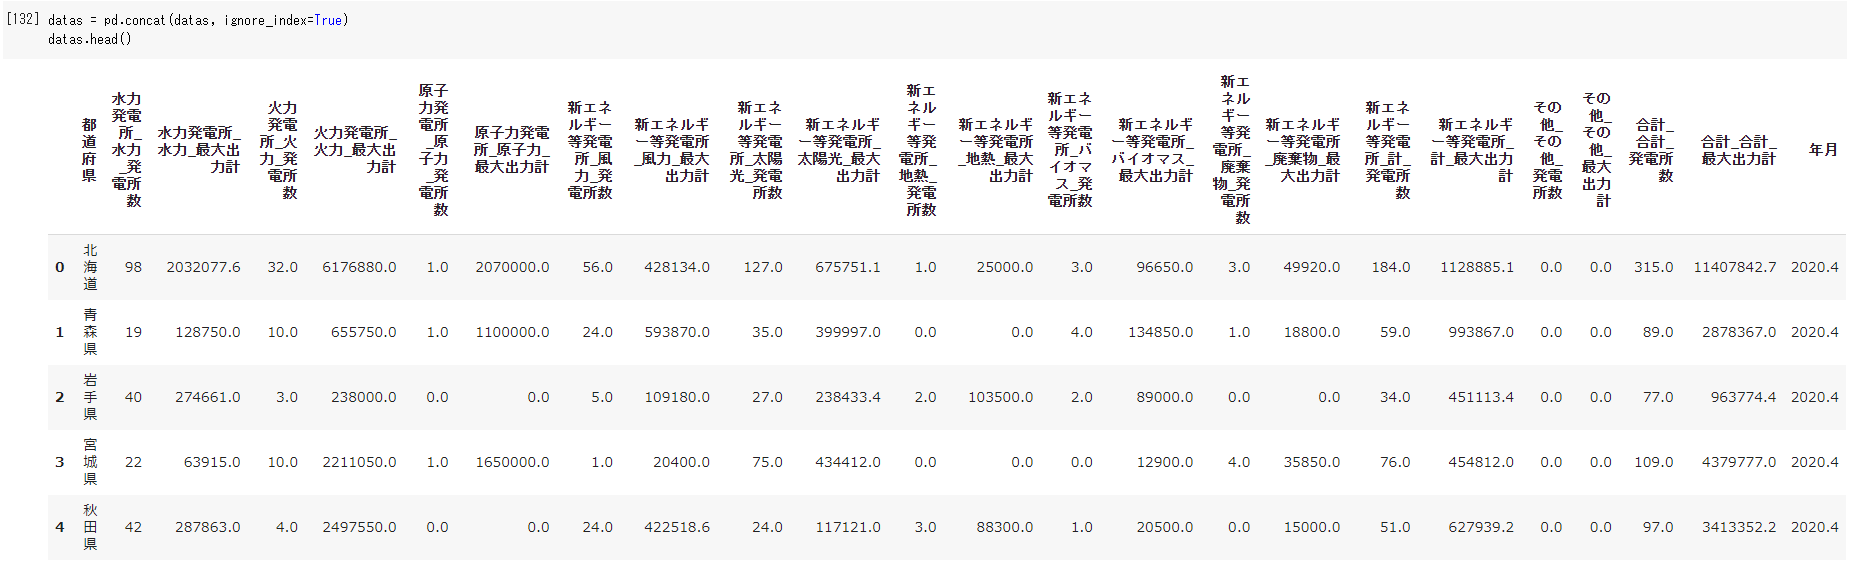 [132] datas = pd.concat(datas, ignore_index=True)
datas.head()
都
道
府
県
水力
発電
所_
水力
_発
電所
数
水力発電所_
水力_最大出
力計
火力
発電
所_火
力_発
電所
数
火力発電所_
火力_最大出
力計
原子
力発
電所
_原
子力
_発
電所
数
原子力発電
所_原子力_
最大出力計
新エネ
ルギー
等発電
所_風
力_発
電所数
新エネルギ
ー等発電所_
風力_最大
出力計
新エネ
ルギー
等発電
所_太陽
光_発電
所数
新エネルギ
ー等発電所_
太陽光_最大
出力計
新エ
ネル
ギー
等発
電所_
地熱_
発電
所数
新エネルギ
ー等発電所
_地熱_最大
出力計
新エネ
ルギー
等発電
所_バ
イオマ
ス_発
電所数
新エネルギ
ー等発電所_
バイオマス_
最大出力計
新エ
ネル
ギー
等発
電所_
廃棄
物_発
電所
数
新エネルギ
ー等発電所
_廃棄物_最
大出力計
新エネ
ルギー
等発電
所_計_
発電所
数
新エネルギ
ー等発電所_
計_最大出力
計
その
他_
その
他_発
電所
数
その
他_
その
他_
最大
出力
計
合計_
合計_
発電所
数
合計_合計_
最大出力計
年月
0 北海道 98 2032077.6 32.0 6176880.0 1.0 2070000.0 56.0 428134.0 127.0 675751.1 1.0 25000.0 3.0 96650.0 3.0 49920.0 184.0 1128885.1 0.0 0.0 315.0 11407842.7 2020.4
1 青森県 19 128750.0 10.0 655750.0 1.0 1100000.0 24.0 593870.0 35.0 399997.0 0.0 0.0 4.0 134850.0 1.0 18800.0 59.0 993867.0 0.0 0.0 89.0 2878367.0 2020.4
2 岩手県 40 274661.0 3.0 238000.0 0.0 0.0 5.0 109180.0 27.0 238433.4 2.0 103500.0 2.0 89000.0 0.0 0.0 34.0 451113.4 0.0 0.0 77.0 963774.4 2020.4
3 宮城県 22 63915.0 10.0 2211050.0 1.0 1650000.0 1.0 20400.0 75.0 434412.0 0.0 0.0 0.0 12900.0 4.0 35850.0 76.0 454812.0 0.0 0.0 109.0 4379777.0 2020.4
4 秋田県 42 287863.0 4.0 2497550.0 0.0 0.0 24.0 422518.6 24.0 117121.0 3.0 88300.0 1.0 20500.0 0.0 15000.0 51.0 627939.2 0.0 0.0 97.0 3413352.2 2020.4